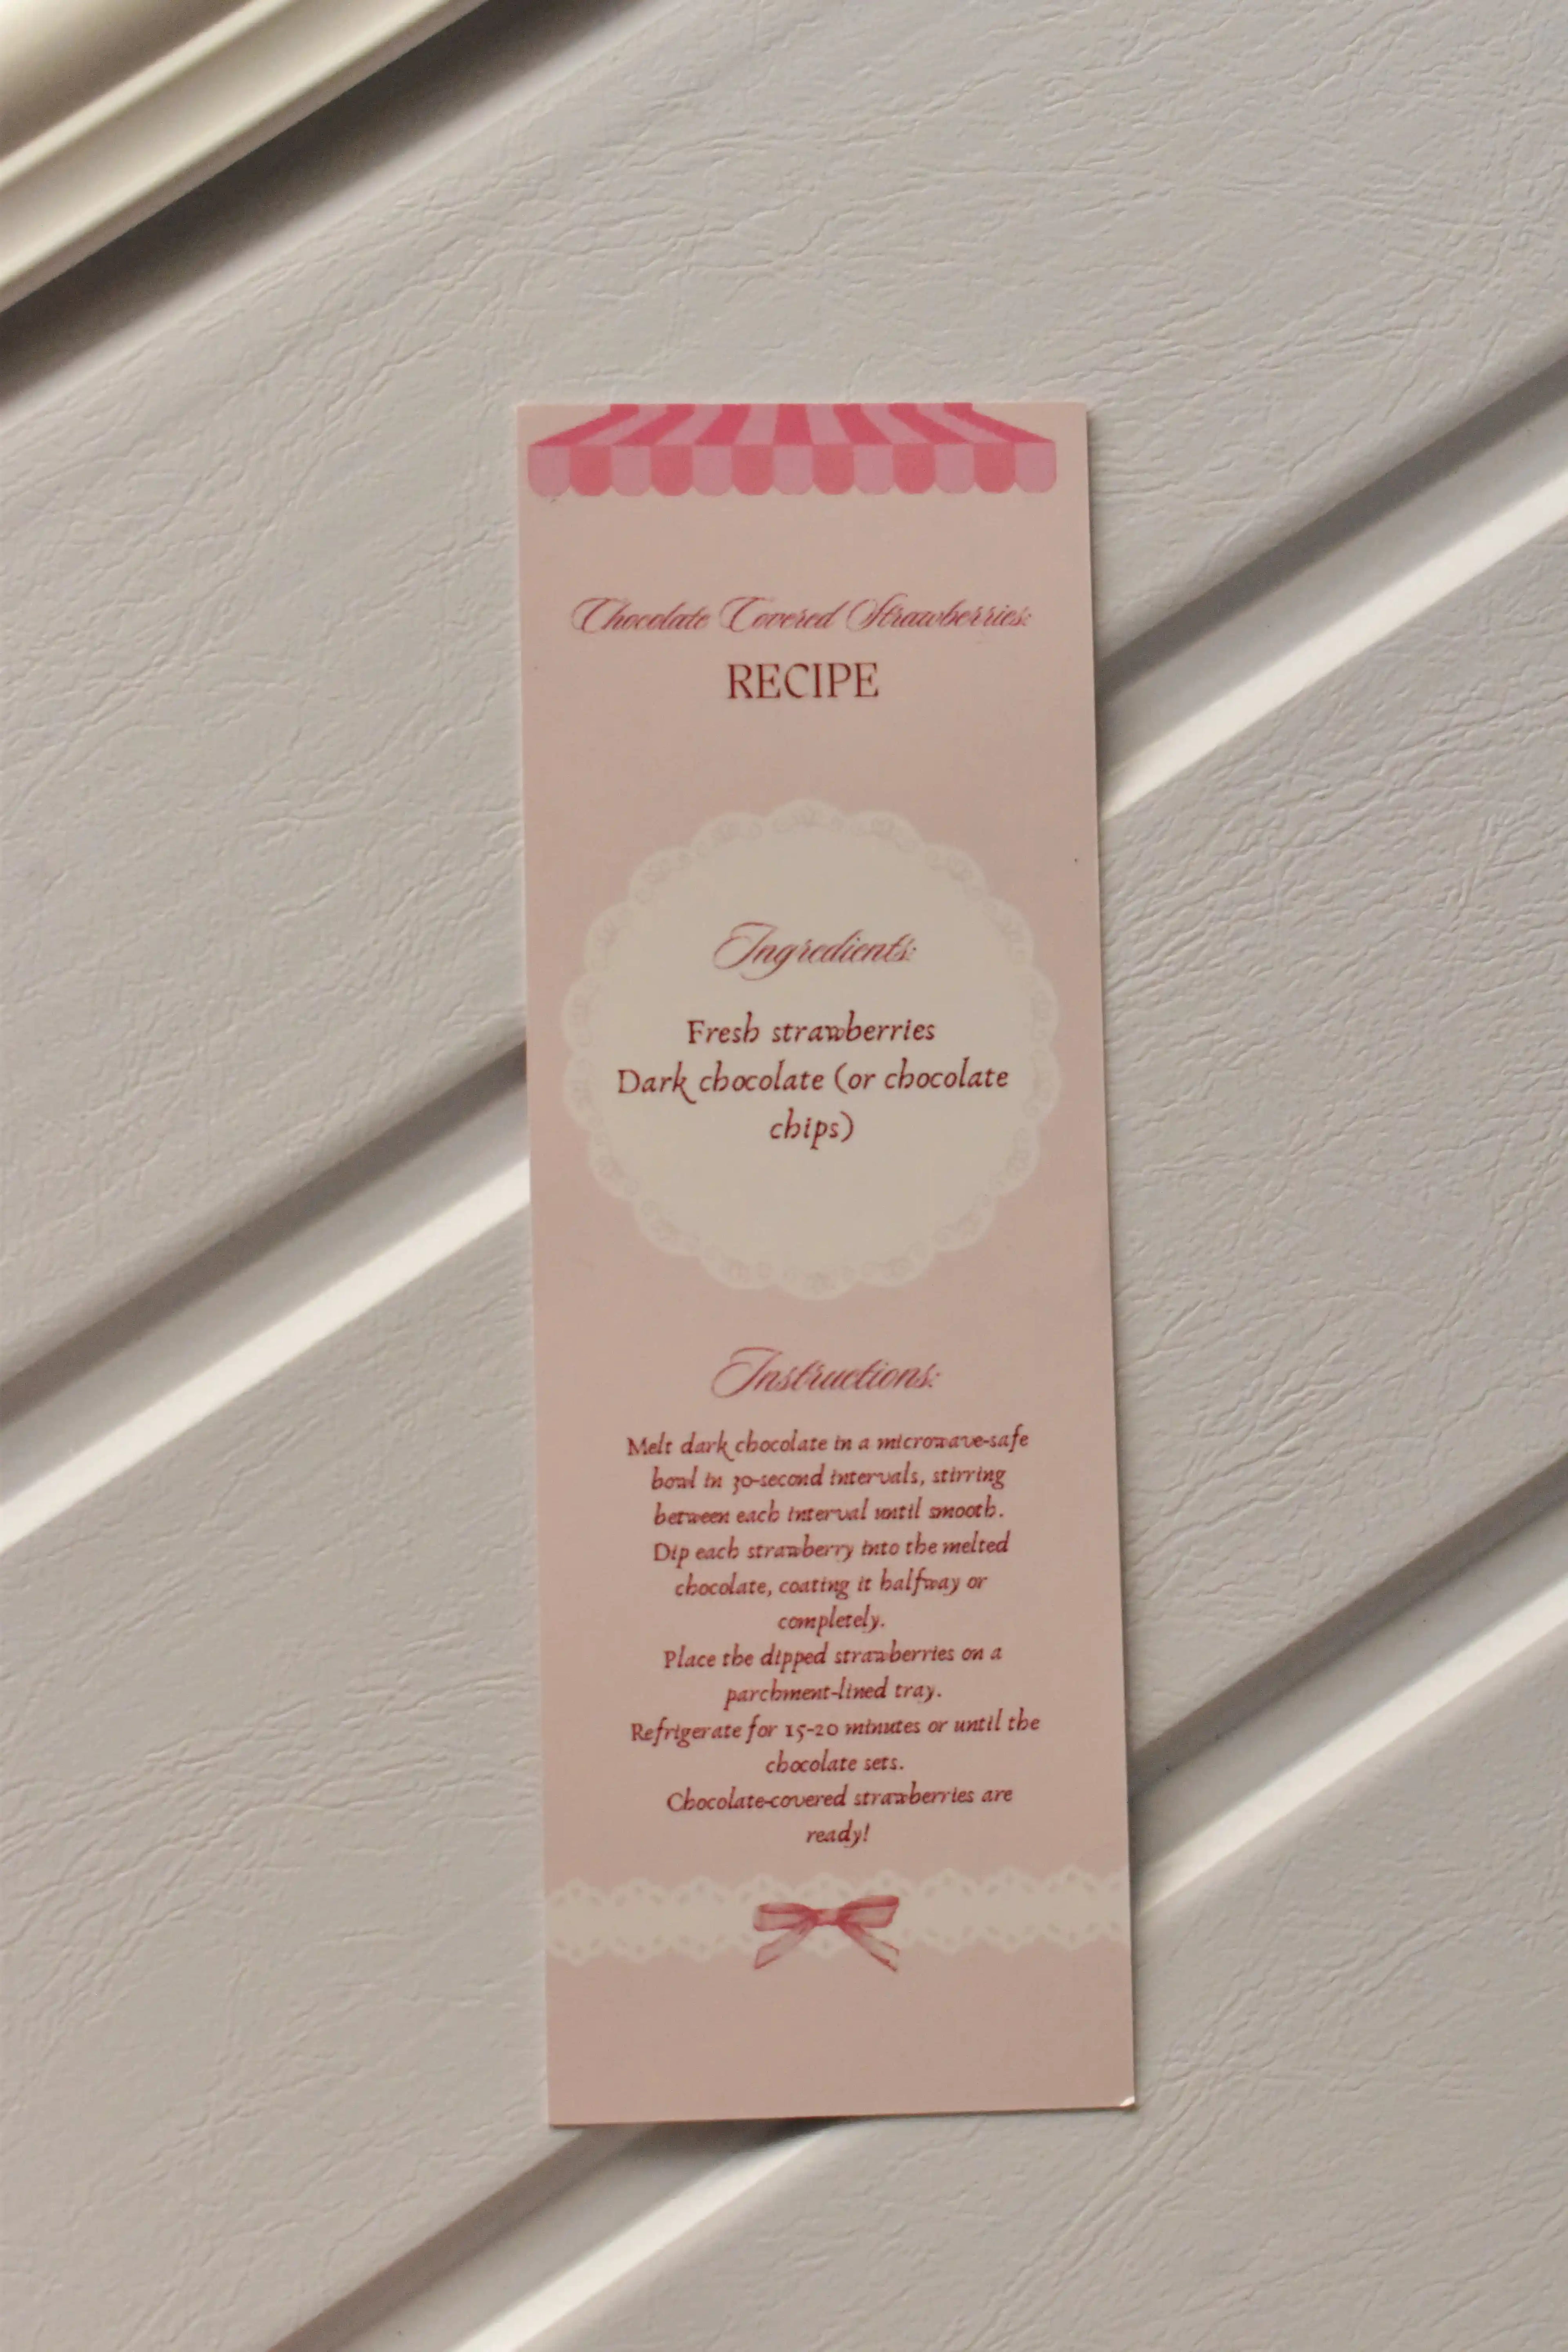 Chocolate Covered Strawberries:
RECIPE
Ingredients:
Fresh strawberries
Dark chocolate (or chocolate
chips)
Instructions:
Melt dark chocolate in a microwave-safe
bowl in 30-second intervals, stirring
between each interval until smooth.
Dip each strawberry into the melted
chocolate, coating it halfway or
completely.
Place the dipped strawberries on a
parchment-lined tray.
Refrigerate for 15-20 minutes or until the
chocolate sets.
Chocolate-covered strawberries are
ready!